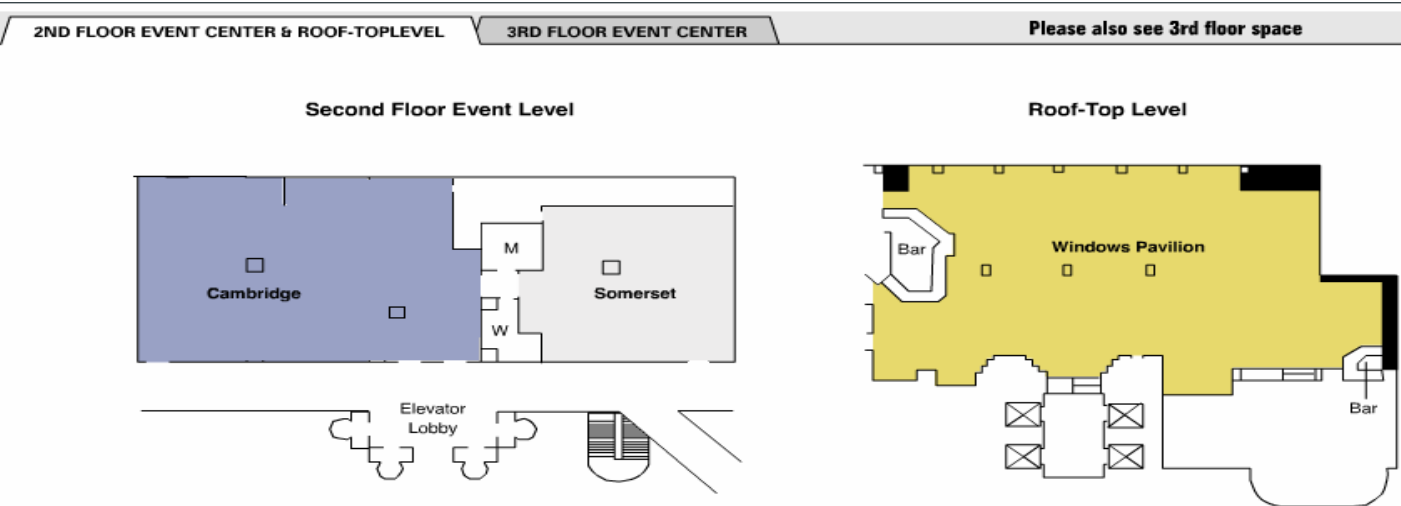 2ND FLOOR EVENT CENTER & ROOF-TOPLEVEL
3RD FLOOR EVENT CENTER
Please also see 3rd floor space
Second Floor Event Level
Roof-Top Level
M
Cambridge
Somerset
W
Elevator
Lobby
Bar
Windows Pavilion
Bar